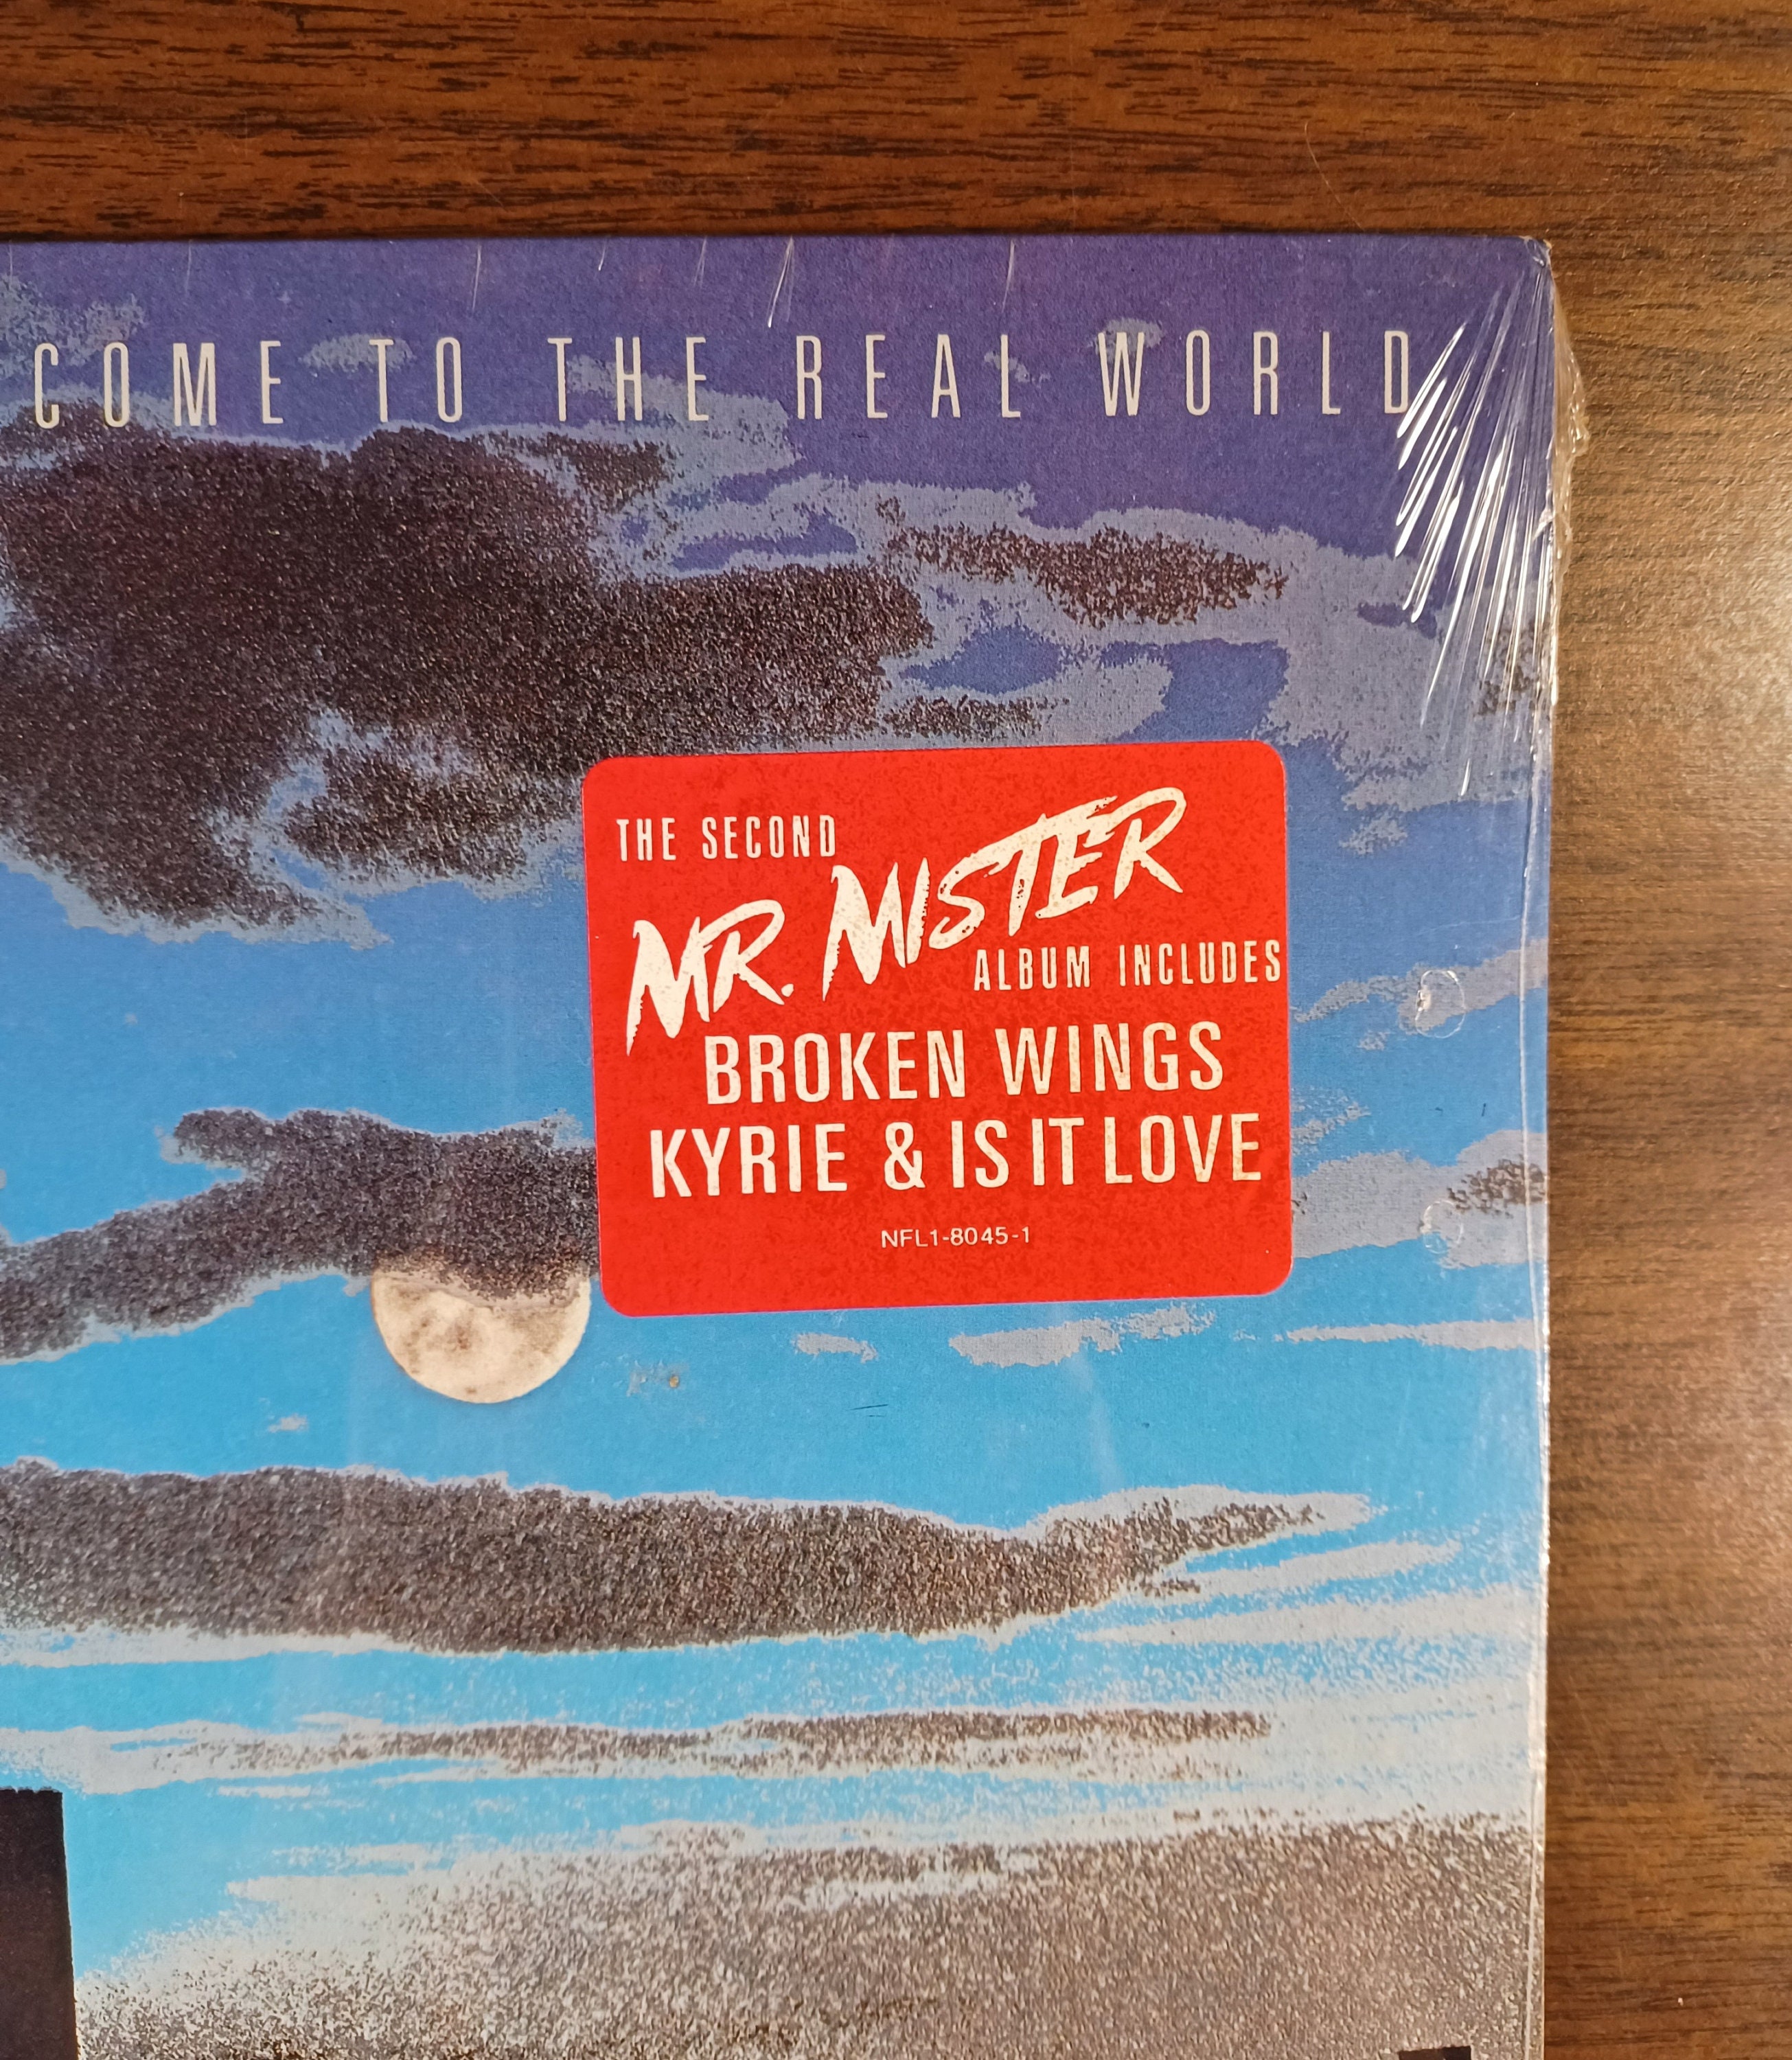 COME TO THE REAL WORLD
THE SECOND
MR. MISTER
ALBUM INCLUDES
BROKEN WINGS
KYRIE & IS IT LOVE
NFL1-8045-1